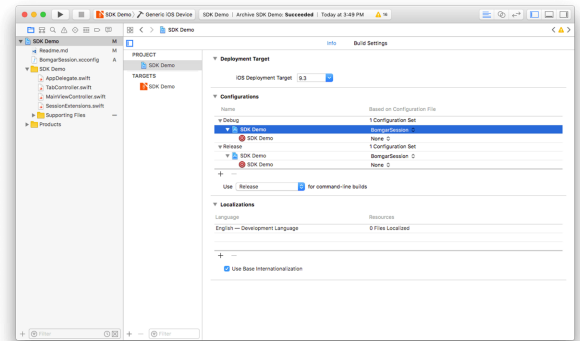 SDK Demo
Generic iOS Device
SDK Demo | Archive SDK Demo: Succeeded | Today at 3:49 PM
14
SDK Demo M
Readme.md M
BomgarSession.xcconfig A
SDK Demo
AppDelegate.swift
TabController.swift
MainViewController.swift
SessionExtensions.swift
Supporting Files
Products
SDK Demo
Info Build Settings
PROJECT
SDK Demo
TARGETS
SDK Demo
Deployment Target
iOS Deployment Target 9.3
Configurations
Name Based on Configuration File
Debug 1 Configuration Set
SDK Demo BomgarSession
SDK Demo None
Release 1 Configuration Set
SDK Demo BomgarSession
SDK Demo None
+ −
Use Release for command-line builds
Localizations
Language Resources
English — Development Language 0 Files Localized
+ −
Use Base Internationalization
+ Filter
+ − Filter